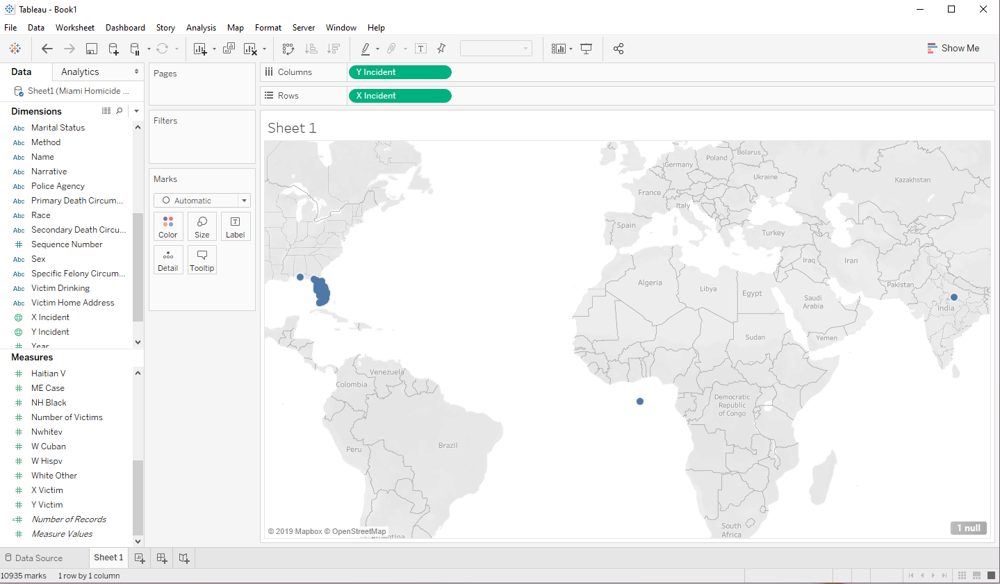 Tableau - Book1
File Data Worksheet Dashboard Story Analysis Map Format Server Window Help
Show Me
Data Analytics
Sheet1 (Miami Homicide ...
Dimensions
Abc Marital Status
Abc Method
Abc Name
Abc Narrative
Abc Police Agency
Abc Primary Death Circum...
Abc Race
Abc Secondary Death Circu...
# Sequence Number
Abc Sex
Abc Specific Felony Circum...
Abc Victim Drinking
Abc Victim Home Address
X Incident
Y Incident
# Year
Measures
# Haitian V
# ME Case
# NH Black
# Number of Victims
# Nwhitev
# W Cuban
# W Hispv
# White Other
# X Victim
# Y Victim
=# Number of Records
# Measure Values
Pages
Filters
Marks
Automatic
Color Size Label
Detail Tooltip
Columns Y Incident
Rows X Incident
Sheet 1
Belarus
Poland
Germany
Ukraine
Kazakhstan
France
Italy
Spain
Turkey
Iraq
Iran
Algeria
Libya
Egypt
Pakistan
Saudi
Arabia
India
Sudan
Yemen
Venezuela
Colombia
Democratic
Republic
of Congo
Brazil
Peru
South
Africa
Argentina
© 2019 Mapbox © OpenStreetMap
1 null
Data Source Sheet 1
10935 marks 1 row by 1 column